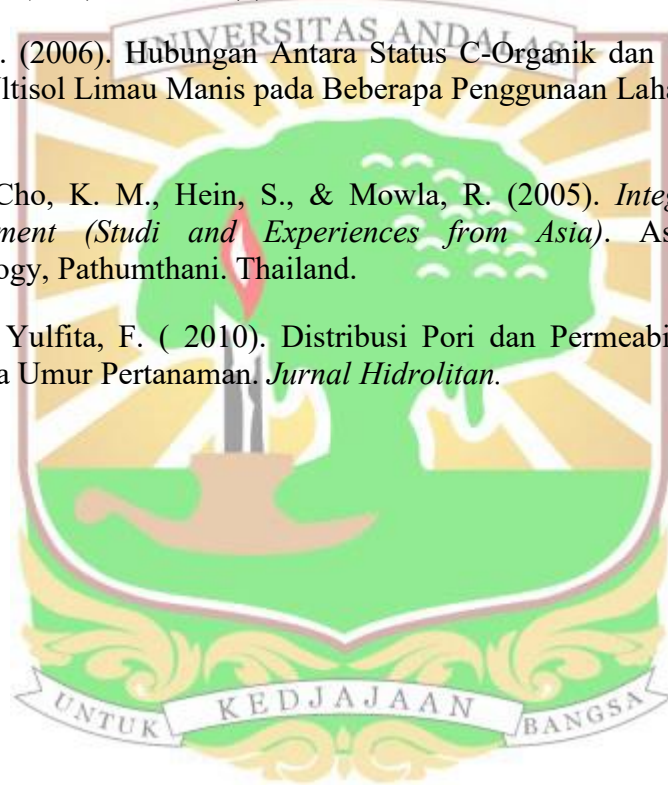 UNIVERSITAS ANDALAS
. (2006). Hubungan Antara Status C-Organik dan
ltisol Limau Manis pada Beberapa Penggunaan Laha
Cho, K. M., Hein, S., & Mowla, R. (2005). Integ
ment (Studi and Experiences from Asia). As
ogy, Pathumthani. Thailand.
Yulfita, F. ( 2010). Distribusi Pori dan Permeabi
a Umur Pertanaman. Jurnal Hidrolitan.
UNTUK KEDJAJAAN BANGSA